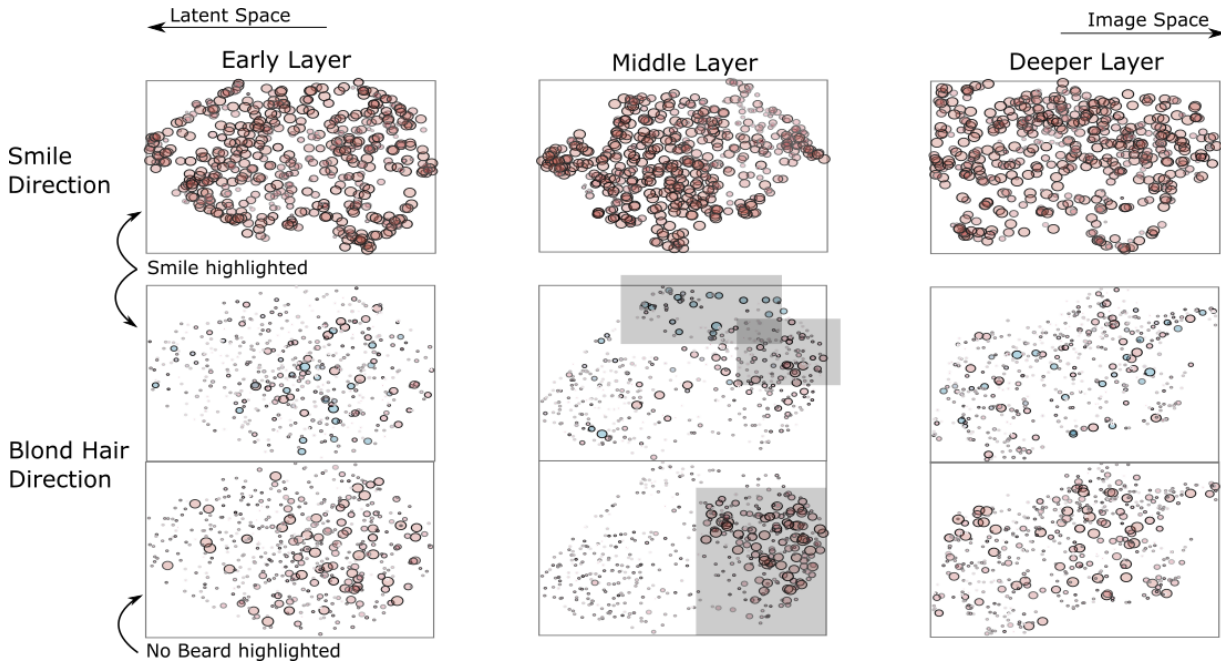 Latent Space
Image Space
Early Layer
Middle Layer
Deeper Layer
Smile
Direction
Smile highlighted
Blond Hair
Direction
No Beard highlighted